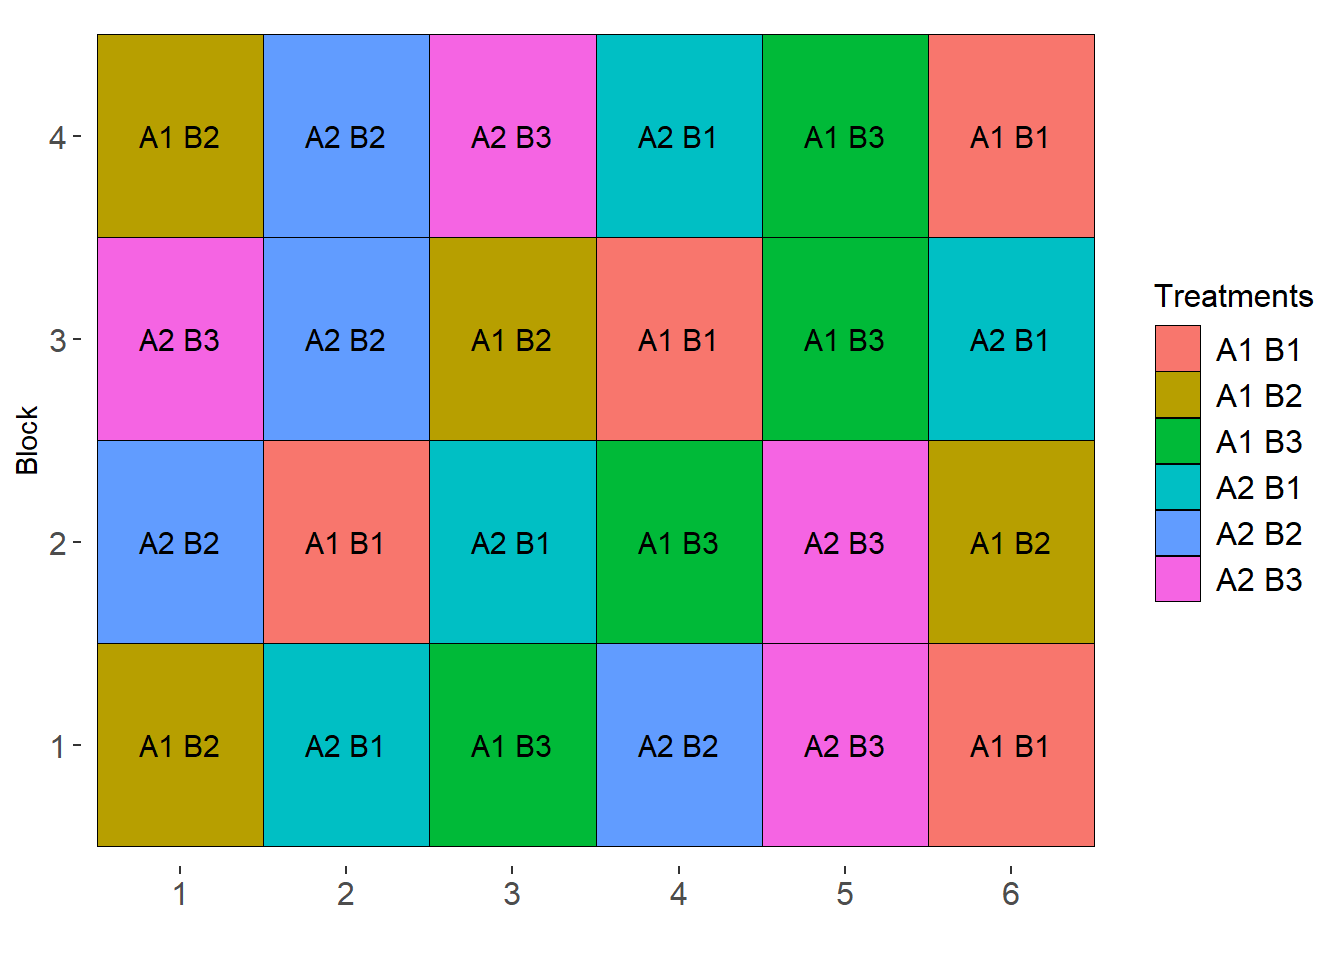 4
A1 B2 A2 B2 A2 B3 A2 B1 A1 B3 A1 B1
3
A2 B3 A2 B2 A1 B2 A1 B1 A1 B3 A2 B1
Block
2
A2 B2 A1 B1 A2 B1 A1 B3 A2 B3 A1 B2
1
A1 B2 A2 B1 A1 B3 A2 B2 A2 B3 A1 B1
1 2 3 4 5 6
Treatments
A1 B1
A1 B2
A1 B3
A2 B1
A2 B2
A2 B3